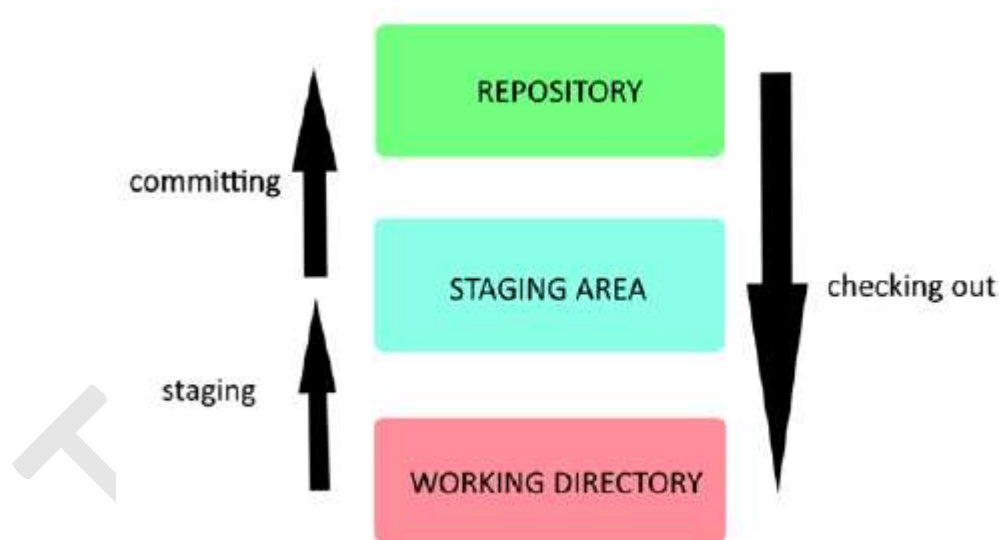 REPOSITORY
committing
STAGING AREA
checking out
staging
WORKING DIRECTORY